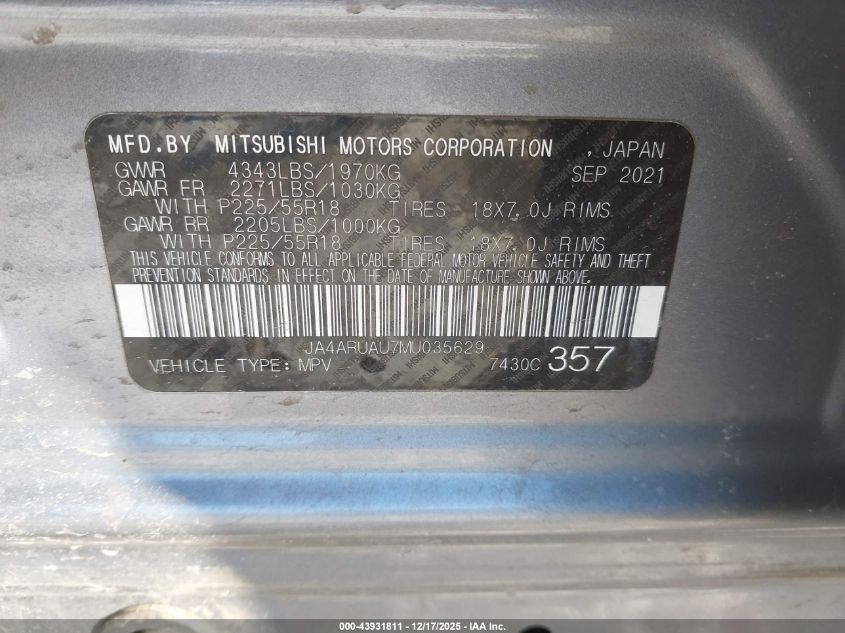 MFD.BY MITSUBISHI MOTORS CORPORATION , JAPAN
GVWR 4343LBS/1970KG SEP 2021
GAWR FR 2271LBS/1030KG
WITH P225/55R18 TIRES 18X7.0J RIMS
GAWR RR 2205LBS/1000KG
WITH P225/55R18 TIRES 18X7.0J RIMS
THIS VEHICLE CONFORMS TO ALL APPLICABLE FEDERAL MOTOR VEHICLE SAFETY AND THEFT
PREVENTION STANDARDS IN EFFECT ON THE DATE OF MANUFACTURE SHOWN ABOVE.
JA4ARUAU7MU035629
VEHICLE TYPE: MPV 7430C 357
000-43931811 - 12/17/2025 - IAA Inc.